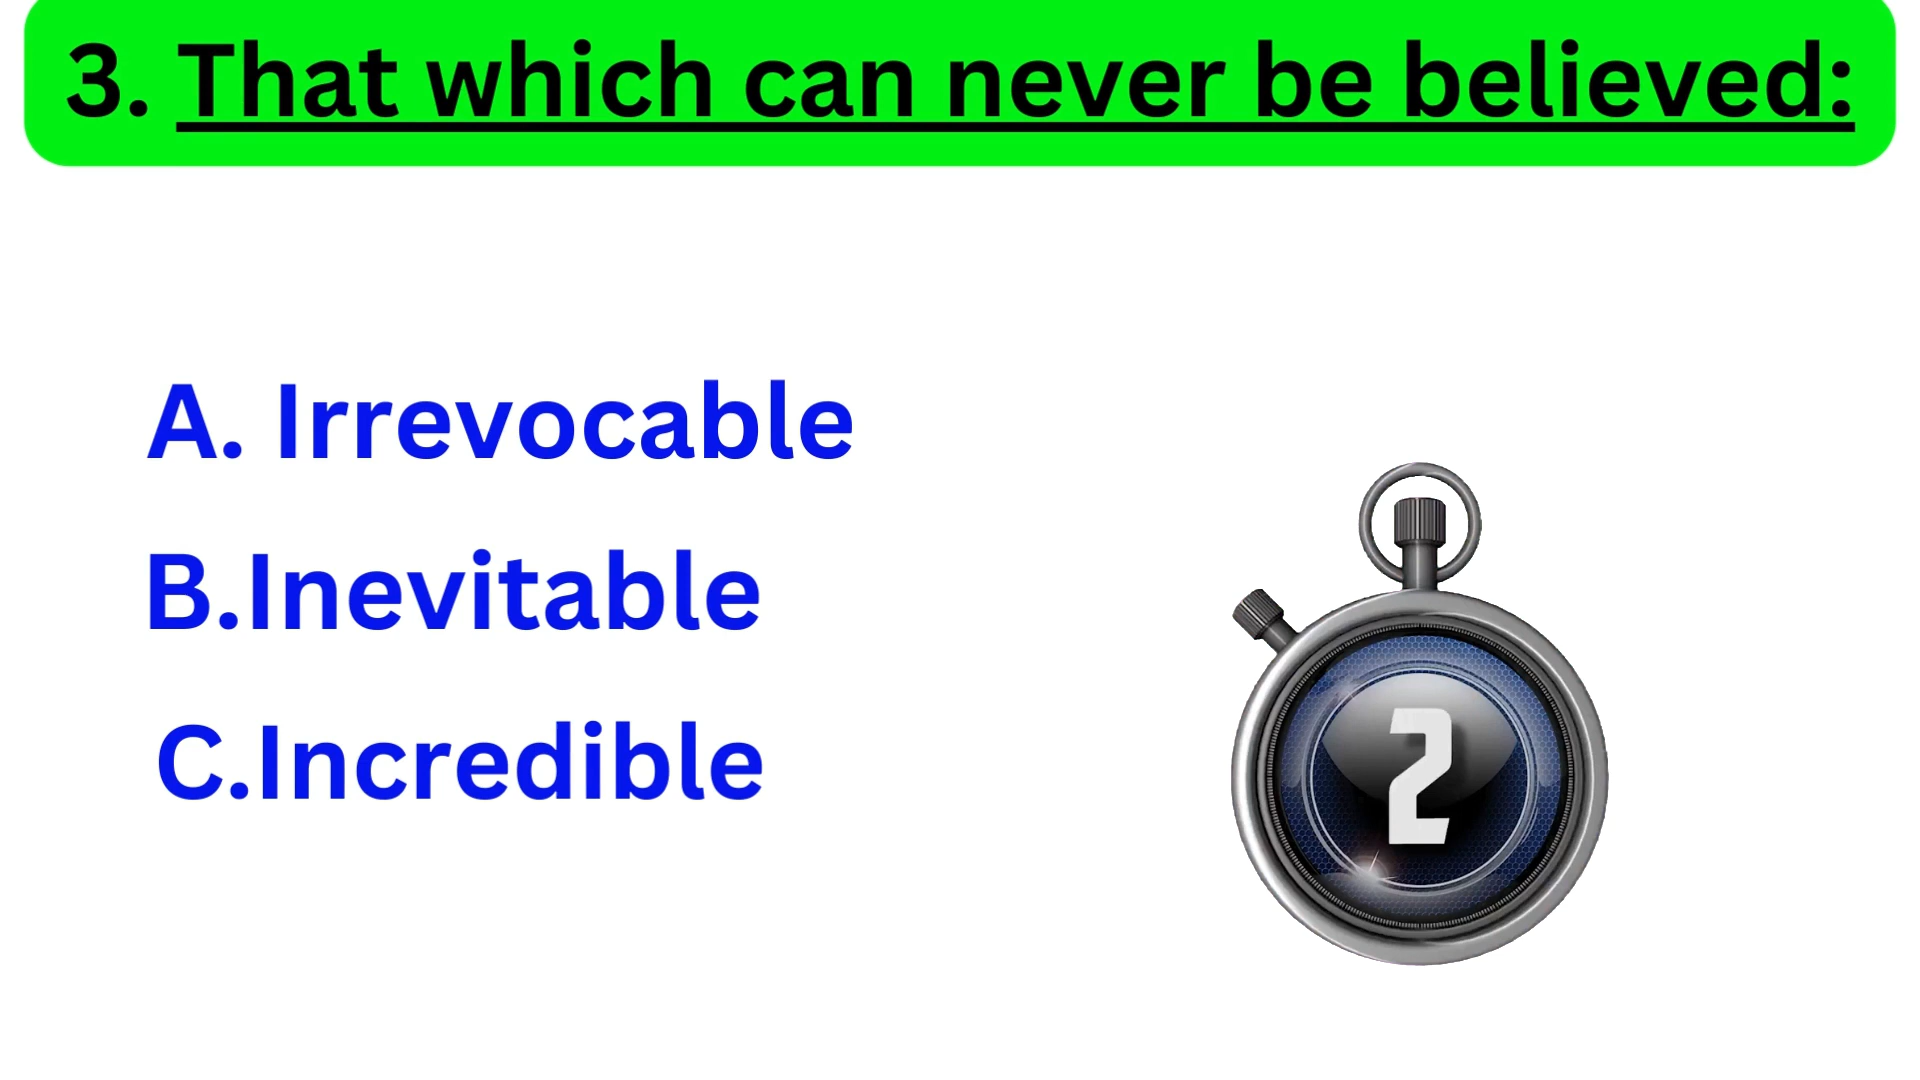 3. That which can never be believed:
A. Irrevocable
B.Inevitable
C.Incredible
2